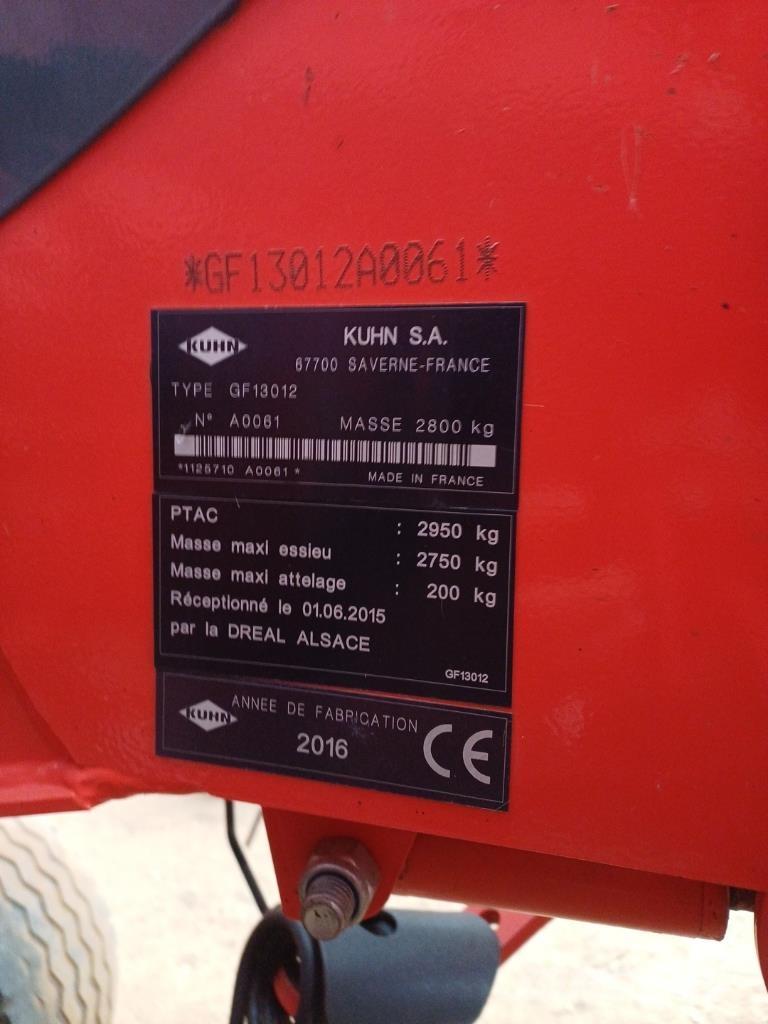 *GF13012A0061*
KUHN
KUHN S.A.
67700 SAVERNE-FRANCE
TYPE GF13012
N° A0061 MASSE 2800 kg
*1125710 A0061*
MADE IN FRANCE
PTAC : 2950 kg
Masse maxi essieu : 2750 kg
Masse maxi attelage : 200 kg
Réceptionné le 01.06.2015
par la DREAL ALSACE
GF13012
KUHN
ANNEE DE FABRICATION
2016
CE